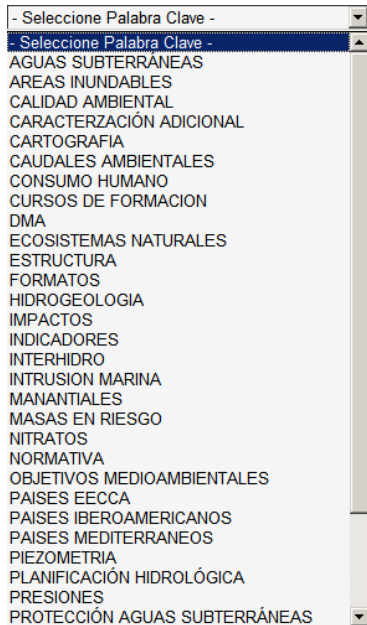 - Seleccione Palabra Clave -
- Seleccione Palabra Clave -
AGUAS SUBTERRÁNEAS
AREAS INUNDABLES
CALIDAD AMBIENTAL
CARACTERZACIÓN ADICIONAL
CARTOGRAFIA
CAUDALES AMBIENTALES
CONSUMO HUMANO
CURSOS DE FORMACION
DMA
ECOSISTEMAS NATURALES
ESTRUCTURA
FORMATOS
HIDROGEOLOGIA
IMPACTOS
INDICADORES
INTERHIDRO
INTRUSION MARINA
MANANTIALES
MASAS EN RIESGO
NITRATOS
NORMATIVA
OBJETIVOS MEDIOAMBIENTALES
PAISES EECCA
PAISES IBEROAMERICANOS
PAISES MEDITERRANEOS
PIEZOMETRIA
PLANIFICACIÓN HIDROLÓGICA
PRESIONES
PROTECCIÓN AGUAS SUBTERRÁNEAS